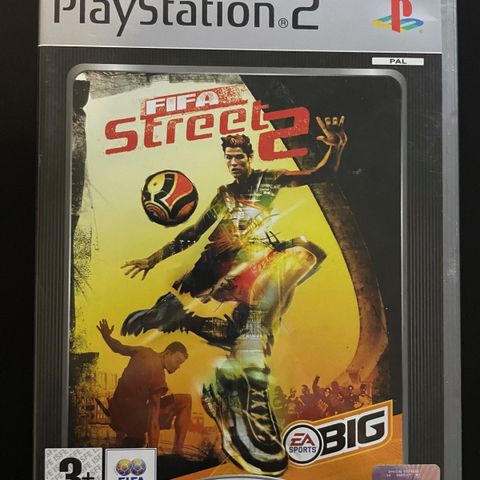 PlayStation®2
PAL
FIFA
Street 2
EA
SPORTS
BIG
3+
FIFA